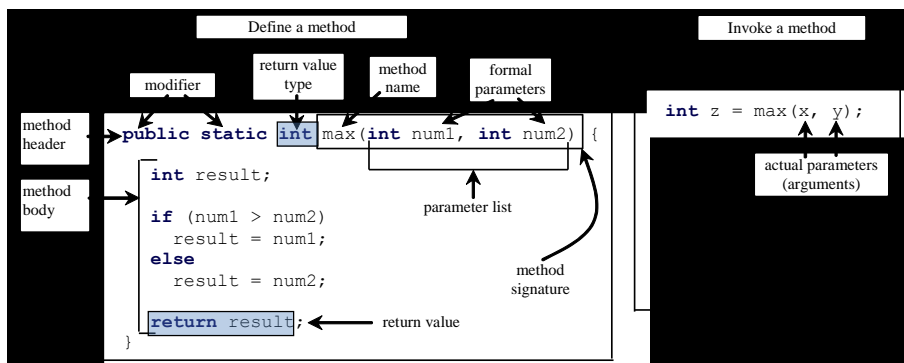 Define a method
Invoke a method
return value
type
method
name
formal
parameters
modifier
method
header
public static int max(int num1, int num2) {
int z = max(x, y);
actual parameters
(arguments)
method
body
int result;
parameter list
if (num1 > num2)
result = num1;
else
result = num2;
method
signature
return result;
return value
}